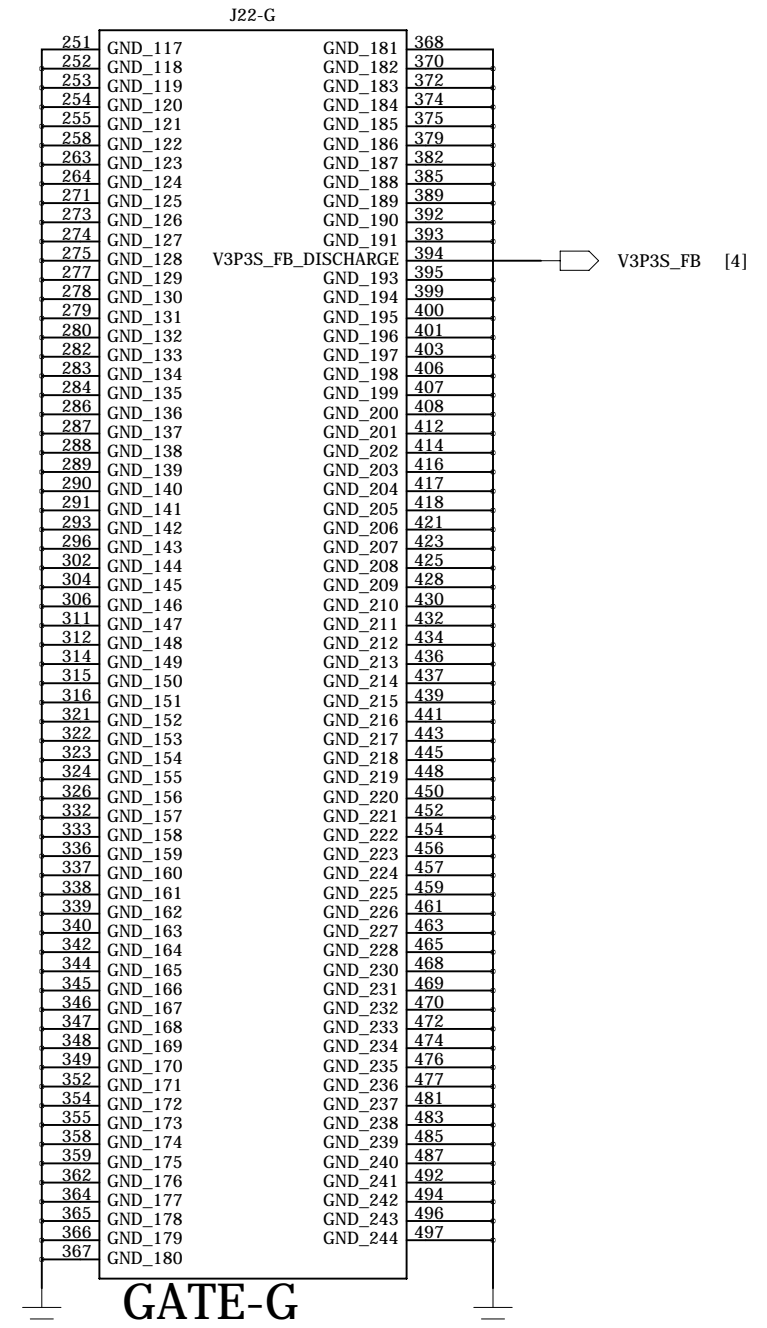 J22-G
251 GND_117 GND_181 368
252 GND_118 GND_182 370
253 GND_119 GND_183 372
254 GND_120 GND_184 374
255 GND_121 GND_185 375
258 GND_122 GND_186 379
263 GND_123 GND_187 382
264 GND_124 GND_188 385
271 GND_125 GND_189 389
273 GND_126 GND_190 392
274 GND_127 GND_191 393
275 GND_128 V3P3S_FB_DISCHARGE 394 V3P3S_FB [4]
277 GND_129 GND_193 395
278 GND_130 GND_194 399
279 GND_131 GND_195 400
280 GND_132 GND_196 401
282 GND_133 GND_197 403
283 GND_134 GND_198 406
284 GND_135 GND_199 407
286 GND_136 GND_200 408
287 GND_137 GND_201 412
288 GND_138 GND_202 414
289 GND_139 GND_203 416
290 GND_140 GND_204 417
291 GND_141 GND_205 418
293 GND_142 GND_206 421
296 GND_143 GND_207 423
302 GND_144 GND_208 425
304 GND_145 GND_209 428
306 GND_146 GND_210 430
311 GND_147 GND_211 432
312 GND_148 GND_212 434
314 GND_149 GND_213 436
315 GND_150 GND_214 437
316 GND_151 GND_215 439
321 GND_152 GND_216 441
322 GND_153 GND_217 443
323 GND_154 GND_218 445
324 GND_155 GND_219 448
326 GND_156 GND_220 450
332 GND_157 GND_221 452
333 GND_158 GND_222 454
336 GND_159 GND_223 456
337 GND_160 GND_224 457
338 GND_161 GND_225 459
339 GND_162 GND_226 461
340 GND_163 GND_227 463
342 GND_164 GND_228 465
344 GND_165 GND_230 468
345 GND_166 GND_231 469
346 GND_167 GND_232 470
347 GND_168 GND_233 472
348 GND_169 GND_234 474
349 GND_170 GND_235 476
352 GND_171 GND_236 477
354 GND_172 GND_237 481
355 GND_173 GND_238 483
358 GND_174 GND_239 485
359 GND_175 GND_240 487
362 GND_176 GND_241 492
364 GND_177 GND_242 494
365 GND_178 GND_243 496
366 GND_179 GND_244 497
367 GND_180
GATE-G